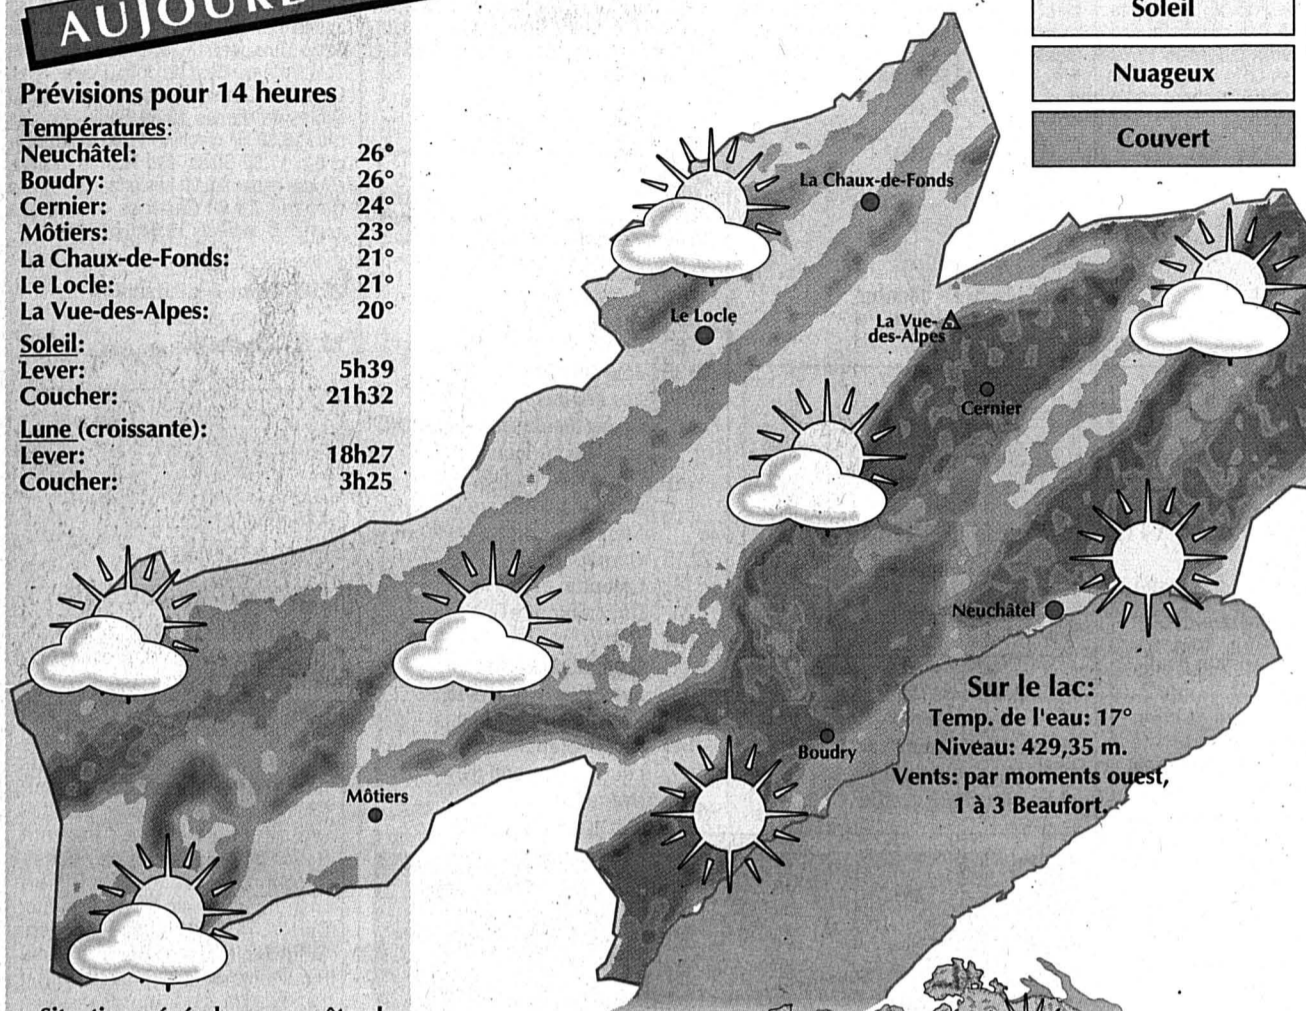 Prévisions pour 14 heures
Températures:
Neuchâtel: 26°
Boudry: 26°
Cernier: 24°
Môtiers: 23°
La Chaux-de-Fonds: 21°
Le Locle: 21°
La Vue-des-Alpes: 20°
Soleil:
Lever: 5h39
Coucher: 21h32
Lune (croissante):
Lever: 18h27
Coucher: 3h25
Soleil
Nuageux
Couvert
La Chaux-de-Fonds
Le Locle
La Vue-
des-Alpes
Cernier
Neuchâtel
Boudry
Môtiers
Sur le lac:
Temp. de l'eau: 17°
Niveau: 429,35 m.
Vents: par moments ouest,
1 à 3 Beaufort.